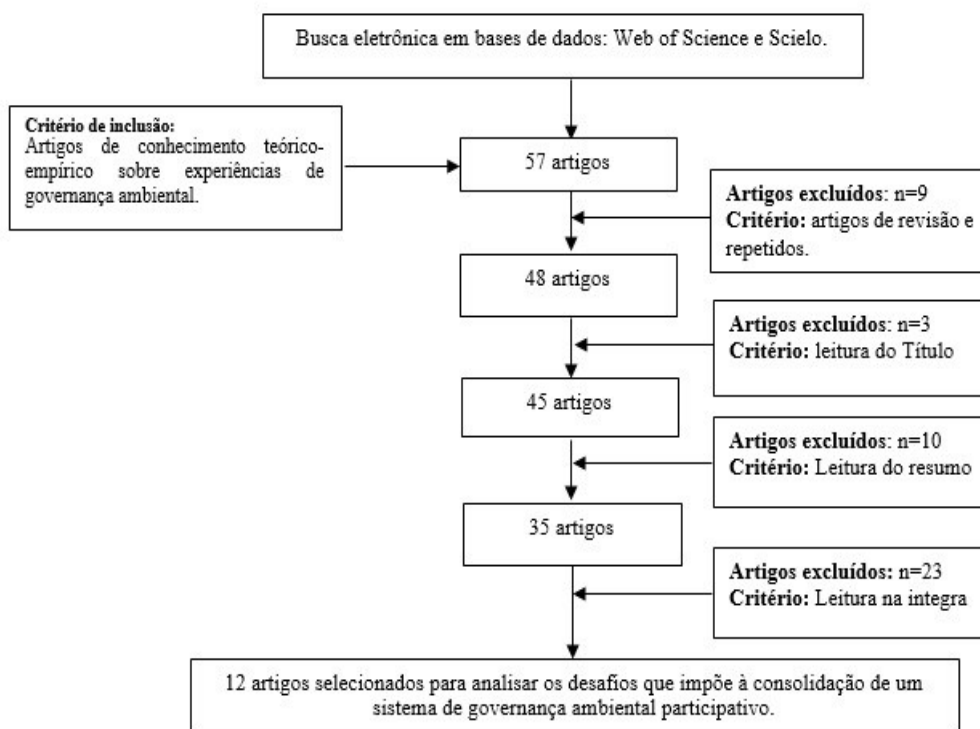 Busca eletrônica em bases de dados: Web of Science e Scielo.
Critério de inclusão:
Artigos de conhecimento teórico-
empírico sobre experiências de
governança ambiental.
57 artigos
Artigos excluídos: n=9
Critério: artigos de revisão e
repetidos.
48 artigos
Artigos excluídos: n=3
Critério: leitura do Título
45 artigos
Artigos excluídos: n=10
Critério: Leitura do resumo
35 artigos
Artigos excluídos: n=23
Critério: Leitura na integra
12 artigos selecionados para analisar os desafios que impõe à consolidação de um
sistema de governança ambiental participativo.